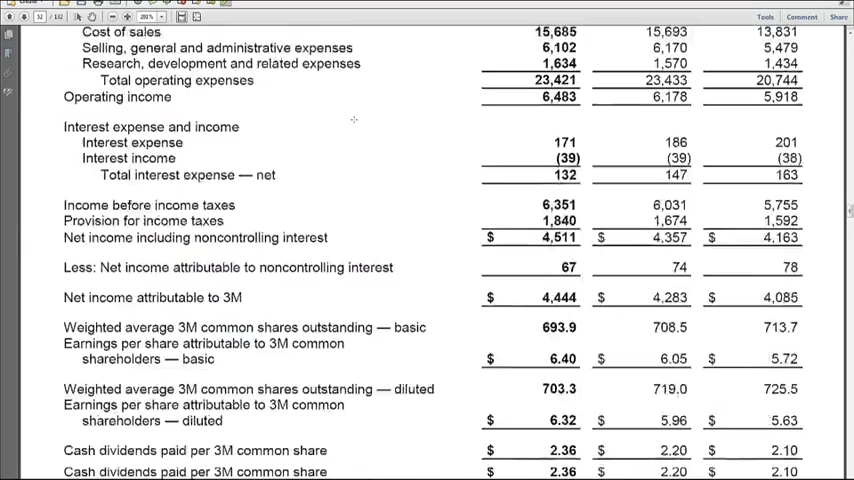 52 / 132
201%
Tools
Comment
Share
Cost of sales 15,685 15,693 13,831
Selling, general and administrative expenses 6,102 6,170 5,479
Research, development and related expenses 1,634 1,570 1,434
Total operating expenses 23,421 23,433 20,744
Operating income 6,483 6,178 5,918
Interest expense and income
Interest expense 171 186 201
Interest income (39) (39) (38)
Total interest expense — net 132 147 163
Income before income taxes 6,351 6,031 5,755
Provision for income taxes 1,840 1,674 1,592
Net income including noncontrolling interest $ 4,511 $ 4,357 $ 4,163
Less: Net income attributable to noncontrolling interest 67 74 78
Net income attributable to 3M $ 4,444 $ 4,283 $ 4,085
Weighted average 3M common shares outstanding — basic 693.9 708.5 713.7
Earnings per share attributable to 3M common
shareholders — basic $ 6.40 $ 6.05 $ 5.72
Weighted average 3M common shares outstanding — diluted 703.3 719.0 725.5
Earnings per share attributable to 3M common
shareholders — diluted $ 6.32 $ 5.96 $ 5.63
Cash dividends paid per 3M common share $ 2.36 $ 2.20 $ 2.10
Cash dividends paid per 3M common share $ 2.36 $ 2.20 $ 2.10